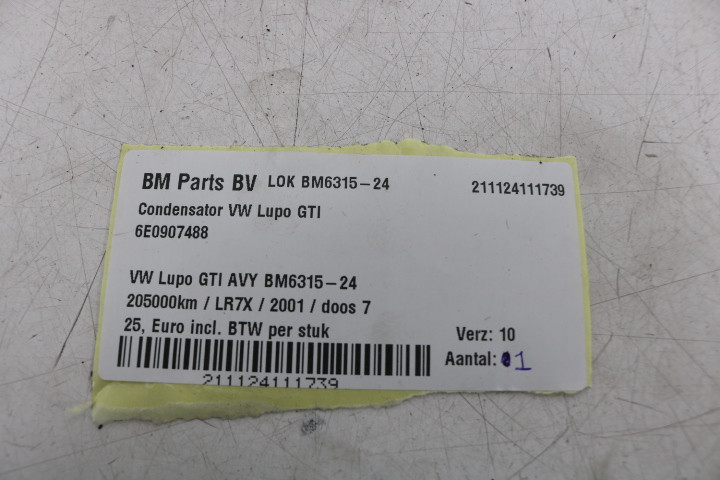 BM Parts BV LOK BM6315-24 211124111739
Condensator VW Lupo GTI
6E0907488
VW Lupo GTI AVY BM6315-24
205000km / LR7X / 2001 / doos 7
25, Euro incl. BTW per stuk Verz: 10
Aantal: 1
211124111739